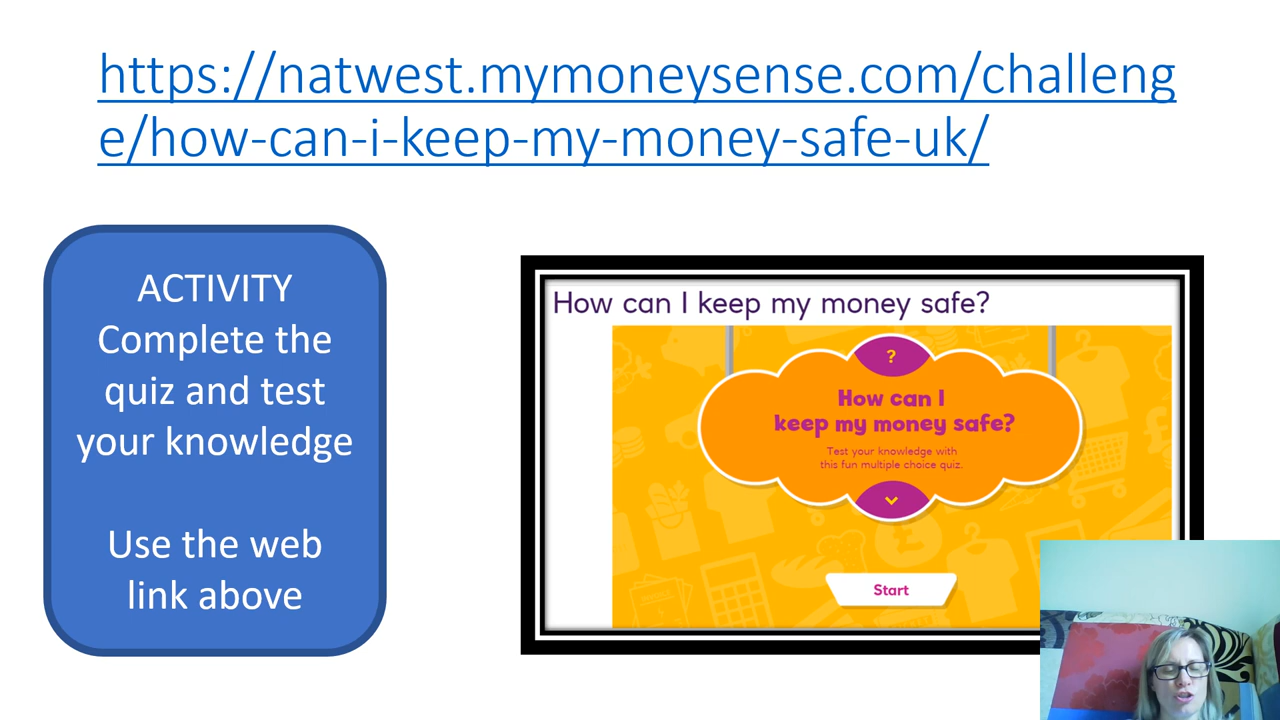 https://natwest.mymoneysense.com/challeng
e/how-can-i-keep-my-money-safe-uk/
ACTIVITY
Complete the
quiz and test
your knowledge
Use the web
link above
How can I keep my money safe?
?
How can I
keep my money safe?
Test your knowledge with
this fun multiple choice quiz.
Start